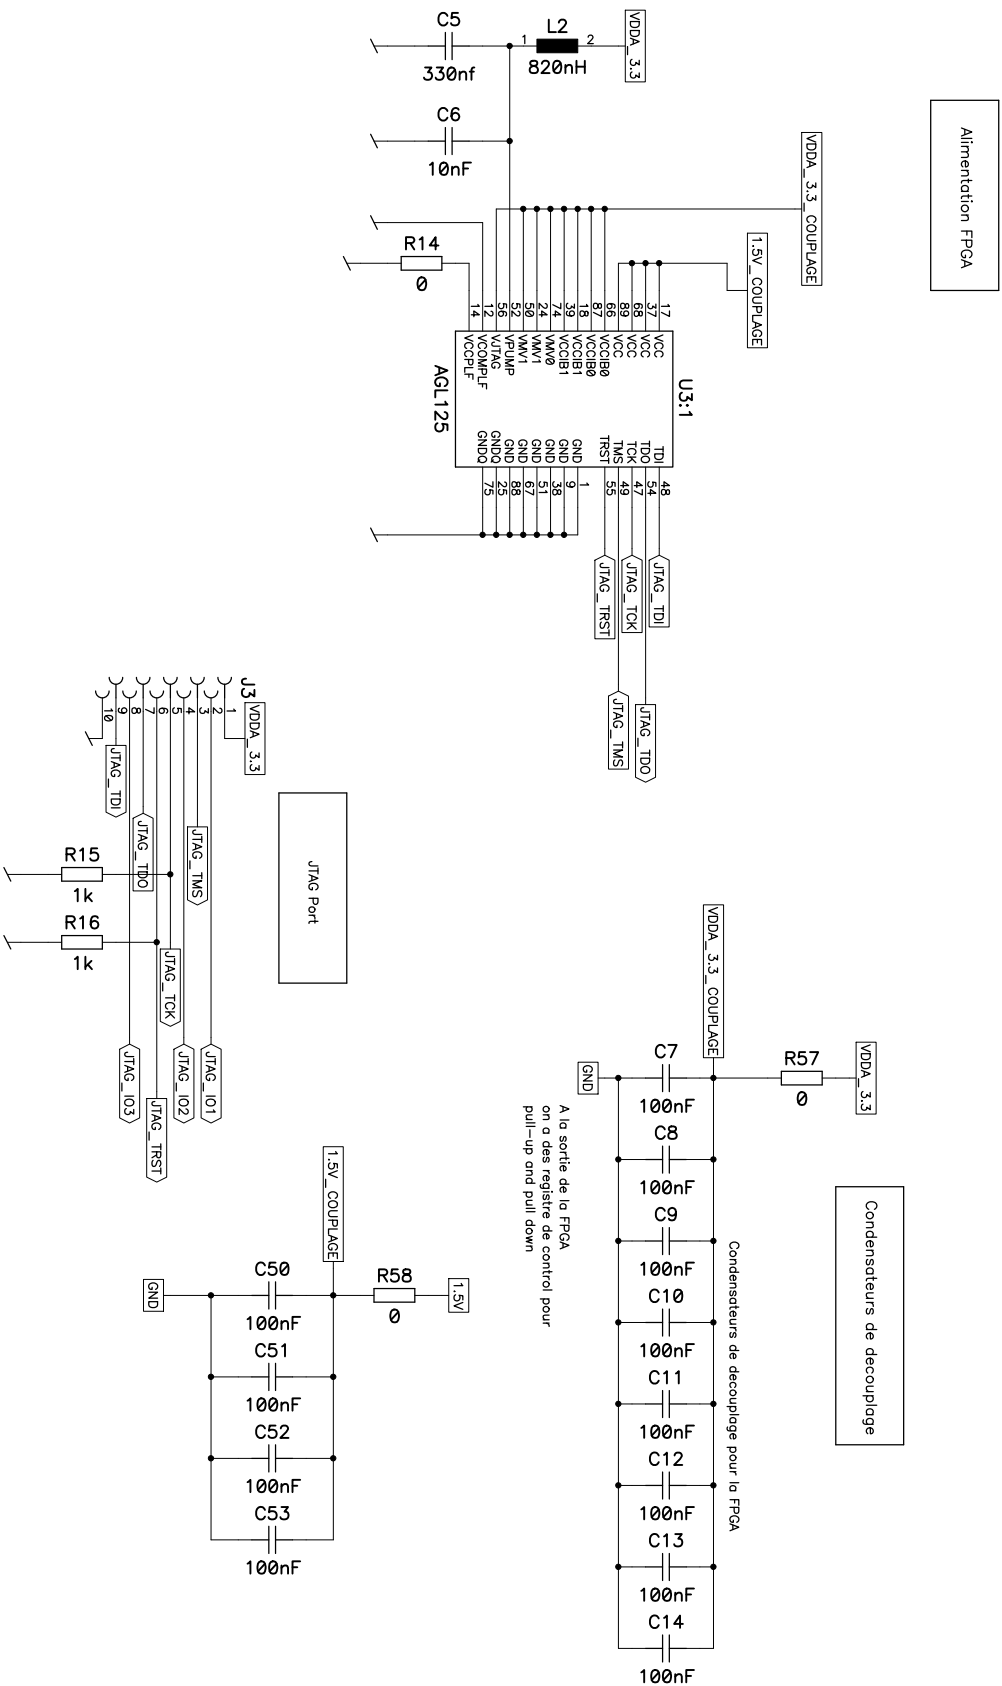 Alimentation FPGA
C5
330nf
L2
1
2
820nH
VDDA_3.3
C6
10nF
VDDA_3.3_COUPLAGE
1.5V_COUPLAGE
R14
0
14
12
56
52
50
24
74
39
18
87
66
89
68
37
17
VCCPLF
VCOMPLF
VJTAG
VPUMP
VMV1
VMV1
VMV0
VCCIB1
VCCIB1
VCCIB0
VCCIB0
VCC
VCC
VCC
VCC
AGL125
U3:1
GNDQ
GNDQ
GND
GND
GND
GND
GND
GND
TRST
TMS
TCK
TDO
TDI
75
25
88
67
51
38
9
1
55
49
47
54
48
JTAG_TRST
JTAG_TMS
JTAG_TCK
JTAG_TDO
JTAG_TDI
J3
VDDA_3.3
10
9
8
7
6
5
4
3
2
1
JTAG_TDI
JTAG_TDO
JTAG_TMS
JTAG Port
R15
1k
R16
1k
JTAG_TCK
JTAG_IO3
JTAG_TRST
JTAG_IO2
JTAG_IO1
VDDA_3.3_COUPLAGE
R57
0
VDDA_3.3
GND
C7
100nF
C8
100nF
C9
100nF
C10
100nF
C11
100nF
C12
100nF
C13
100nF
C14
100nF
Condensateurs de decouplage
Condensateurs de decouplage pour la FPGA
A la sortie de la FPGA
on a des registre de control pour
pull-up and pull down
1.5V_COUPLAGE
R58
0
1.5V
GND
C50
100nF
C51
100nF
C52
100nF
C53
100nF